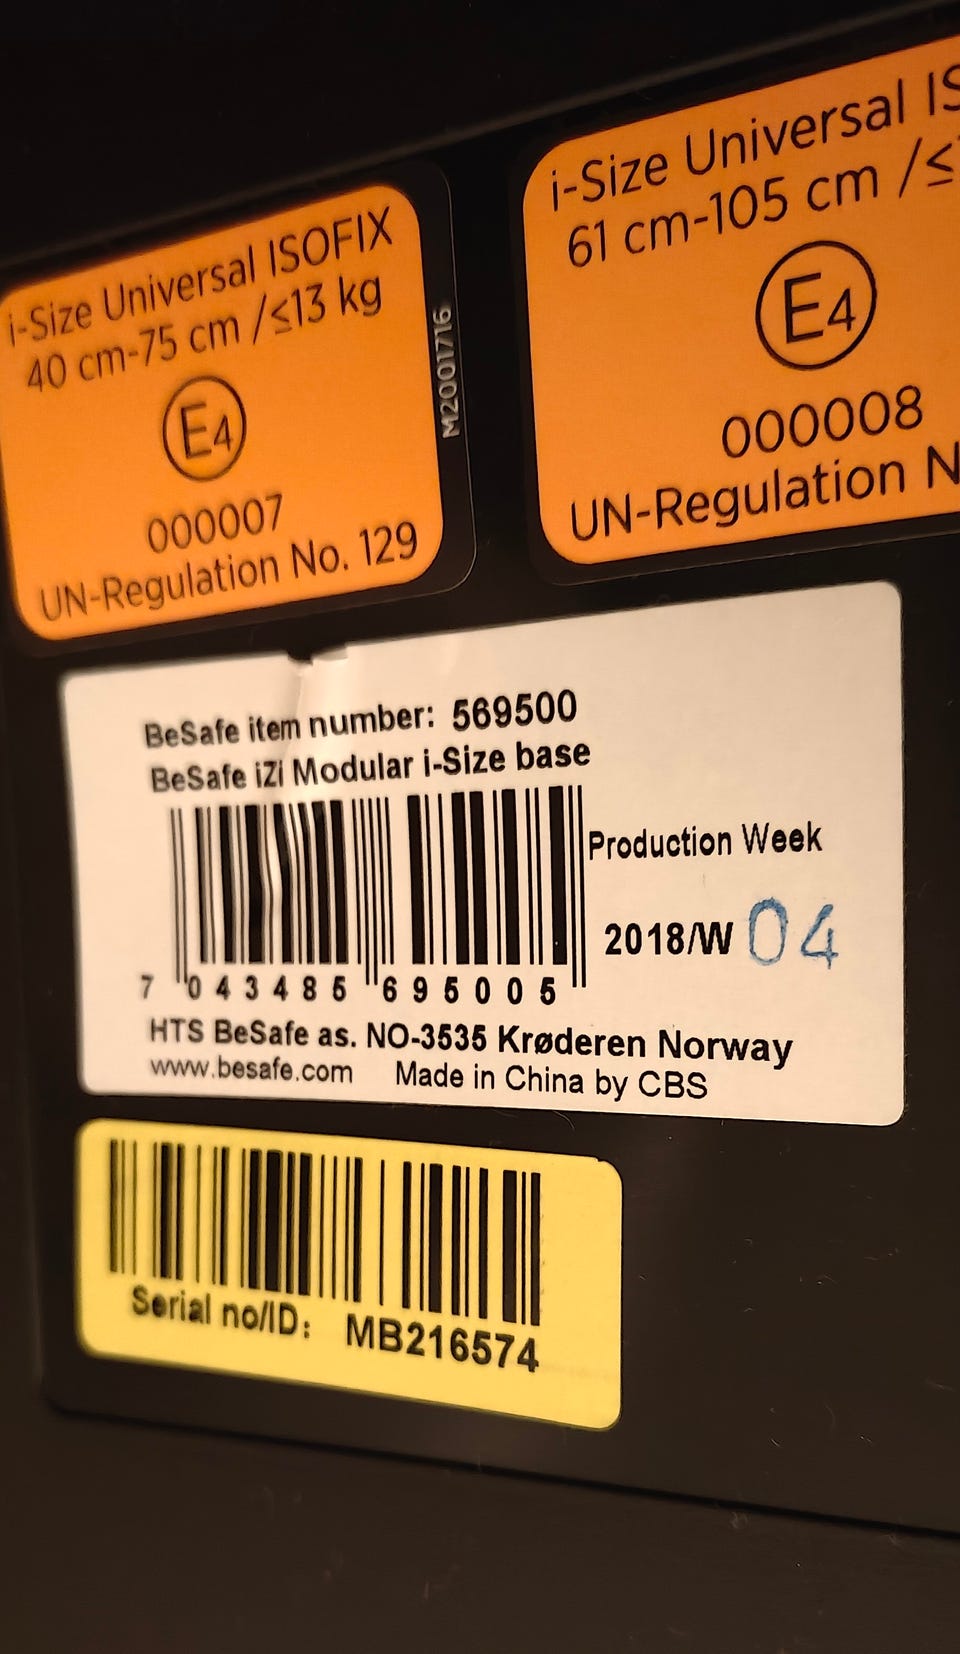 i-Size Universal ISOFIX
40 cm-75 cm /≤13 kg
E4
000007
UN-Regulation No. 129
M2001716
i-Size Universal IS
61 cm-105 cm /≤
E4
000008
UN-Regulation N
BeSafe item number: 569500
BeSafe iZi Modular i-Size base
Production Week
2018/W 04
7 043485 695005
HTS BeSafe as. NO-3535 Krøderen Norway
www.besafe.com Made in China by CBS
Serial no/ID: MB216574